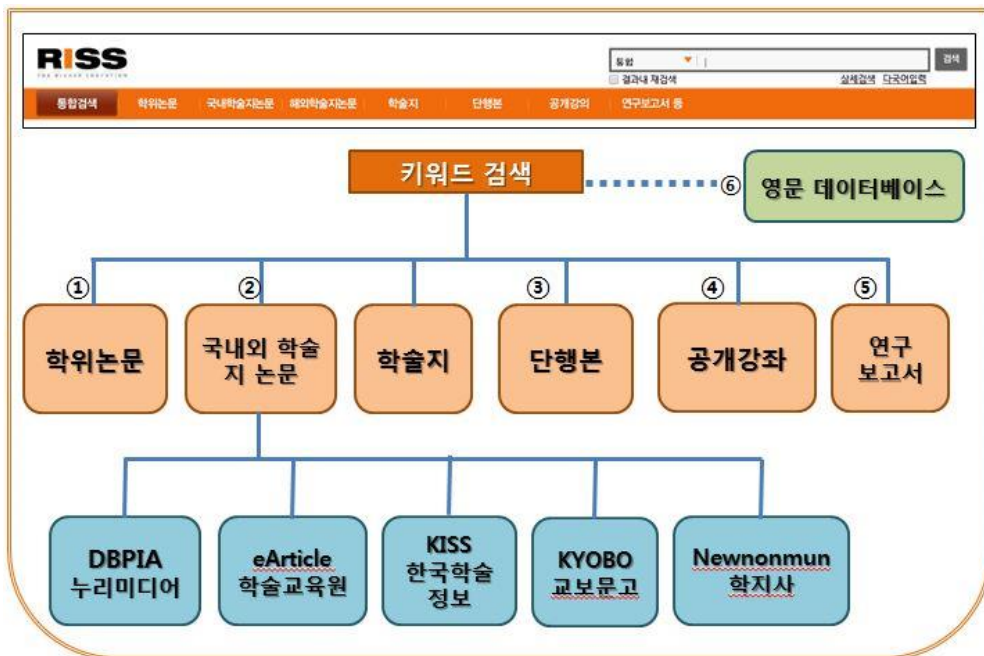 RISS
THE HIGHER EDUCATION
통합
검색
결과내 재검색
상세검색 다국어입력
통합검색 학위논문 국내학술지논문 해외학술지논문 학술지 단행본 공개강의 연구보고서 등
키워드 검색
⑥ 영문 데이터베이스
① ② ③ ④ ⑤
학위논문
국내외 학술
지 논문
학술지
단행본
공개강좌
연구
보고서
DBPIA
누리미디어
eArticle
학술교육원
KISS
한국학술
정보
KYOBO
교보문고
Newnonmun
학지사